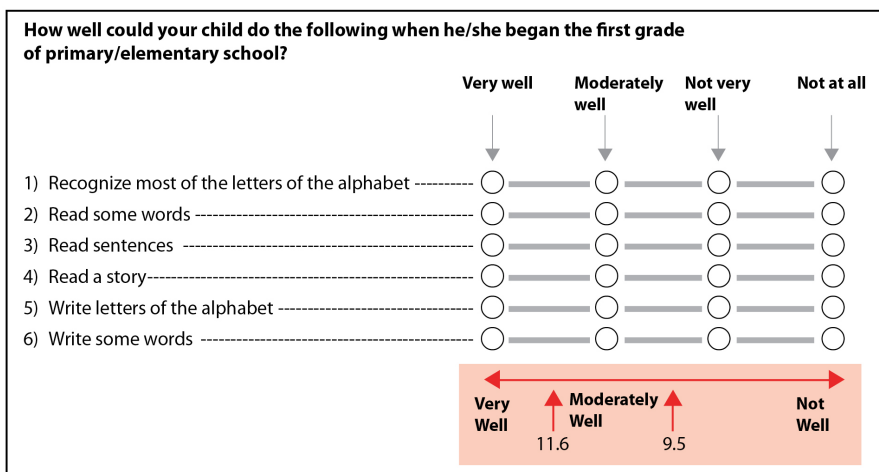 How well could your child do the following when he/she began the first grade
of primary/elementary school?
Very well Moderately well Not very well Not at all
1) Recognize most of the letters of the alphabet
2) Read some words
3) Read sentences
4) Read a story
5) Write letters of the alphabet
6) Write some words
Very Well Moderately Well Not Well
11.6 9.5